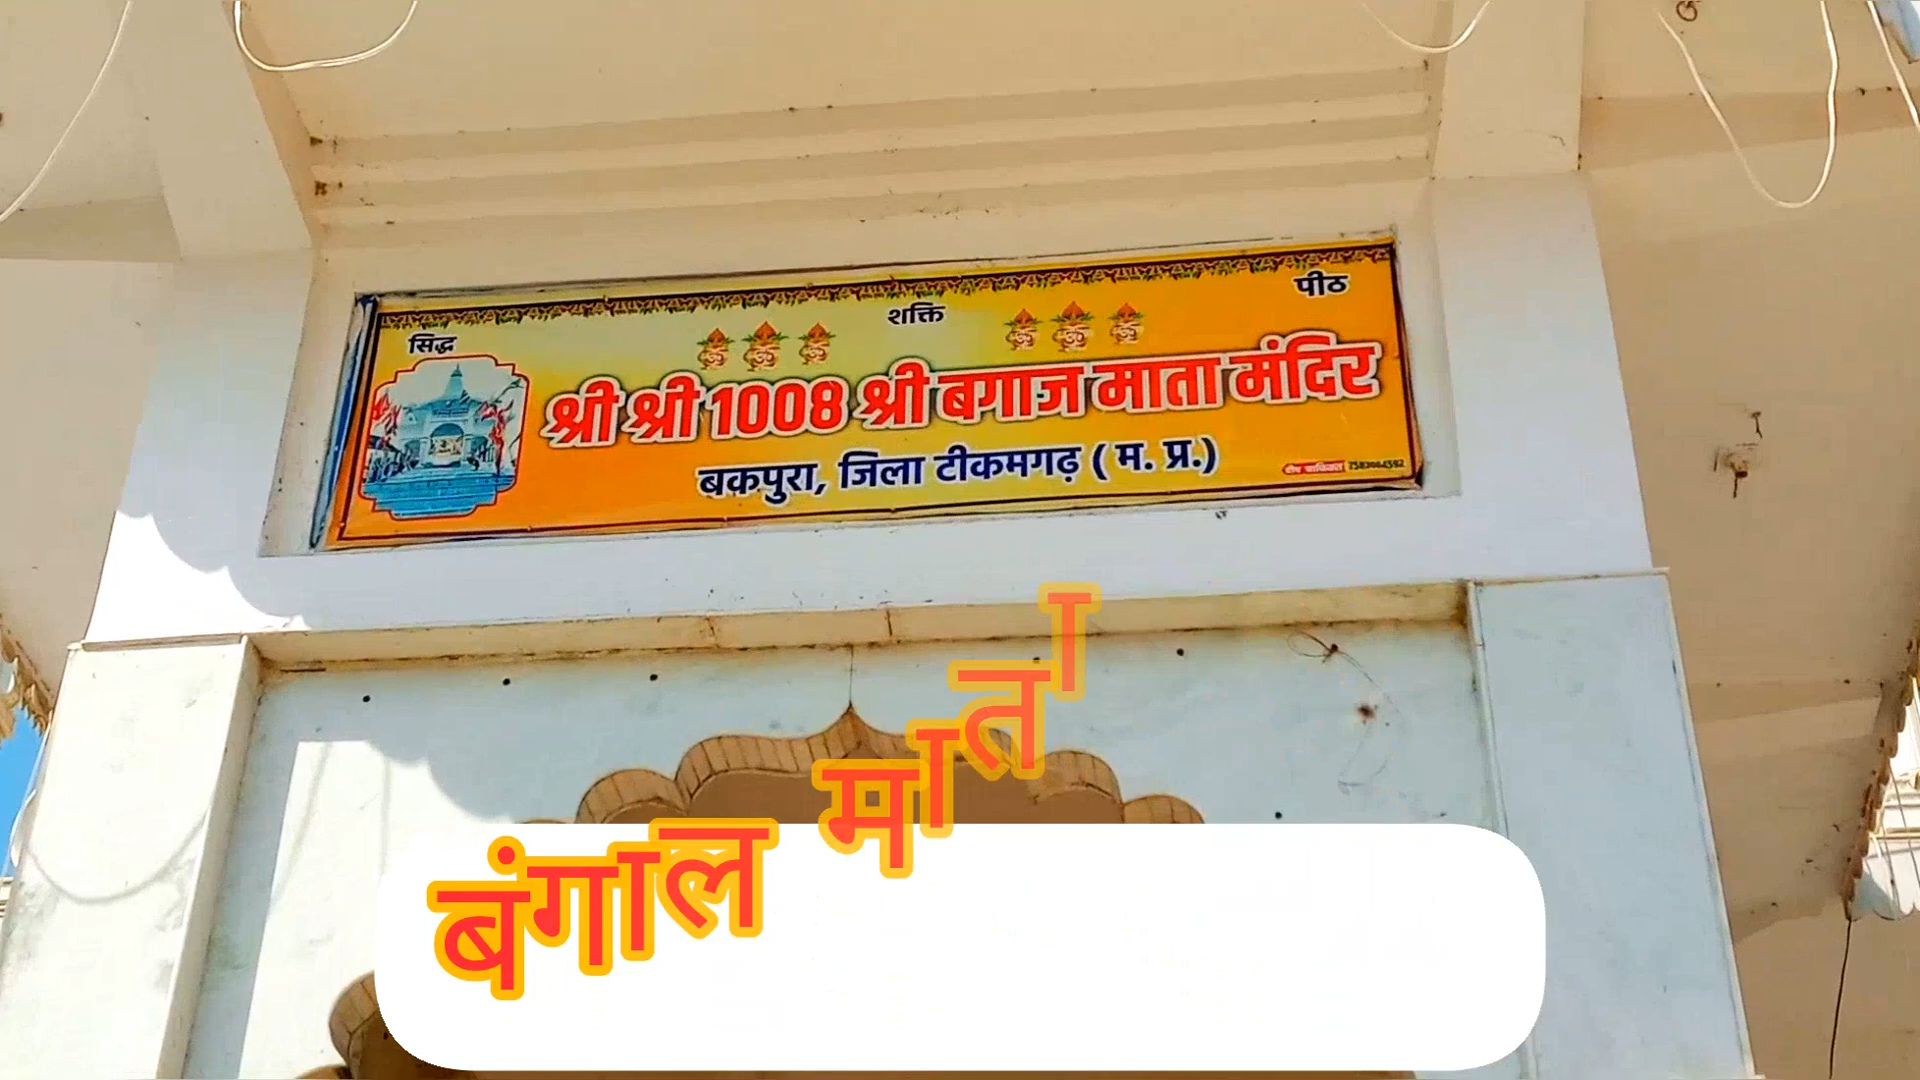 सिद्ध शक्ति पीठ
श्री श्री 1008 श्री बगाज माता मंदिर
बकपुरा, जिला टीकमगढ़ ( म. प्र.)
बंगाल माता